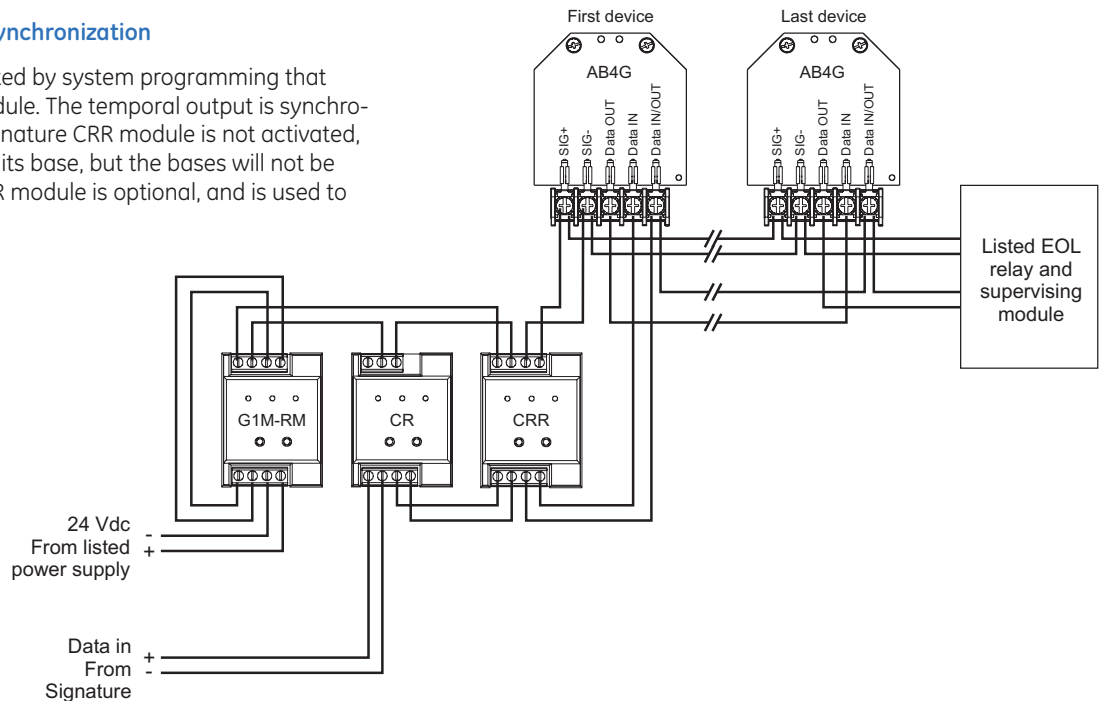 ynchronization
ted by system programming that
dule. The temporal output is synchro-
nature CRR module is not activated,
its base, but the bases will not be
R module is optional, and is used to
First device
Last device
AB4G
SIG+
SIG-
Data OUT
Data IN
Data IN/OUT
AB4G
SIG+
SIG-
Data OUT
Data IN
Data IN/OUT
Listed EOL
relay and
supervising
module
G1M-RM
CR
CRR
24 Vdc
-
From listed
+
power supply
Data in
+
From
-
Signature